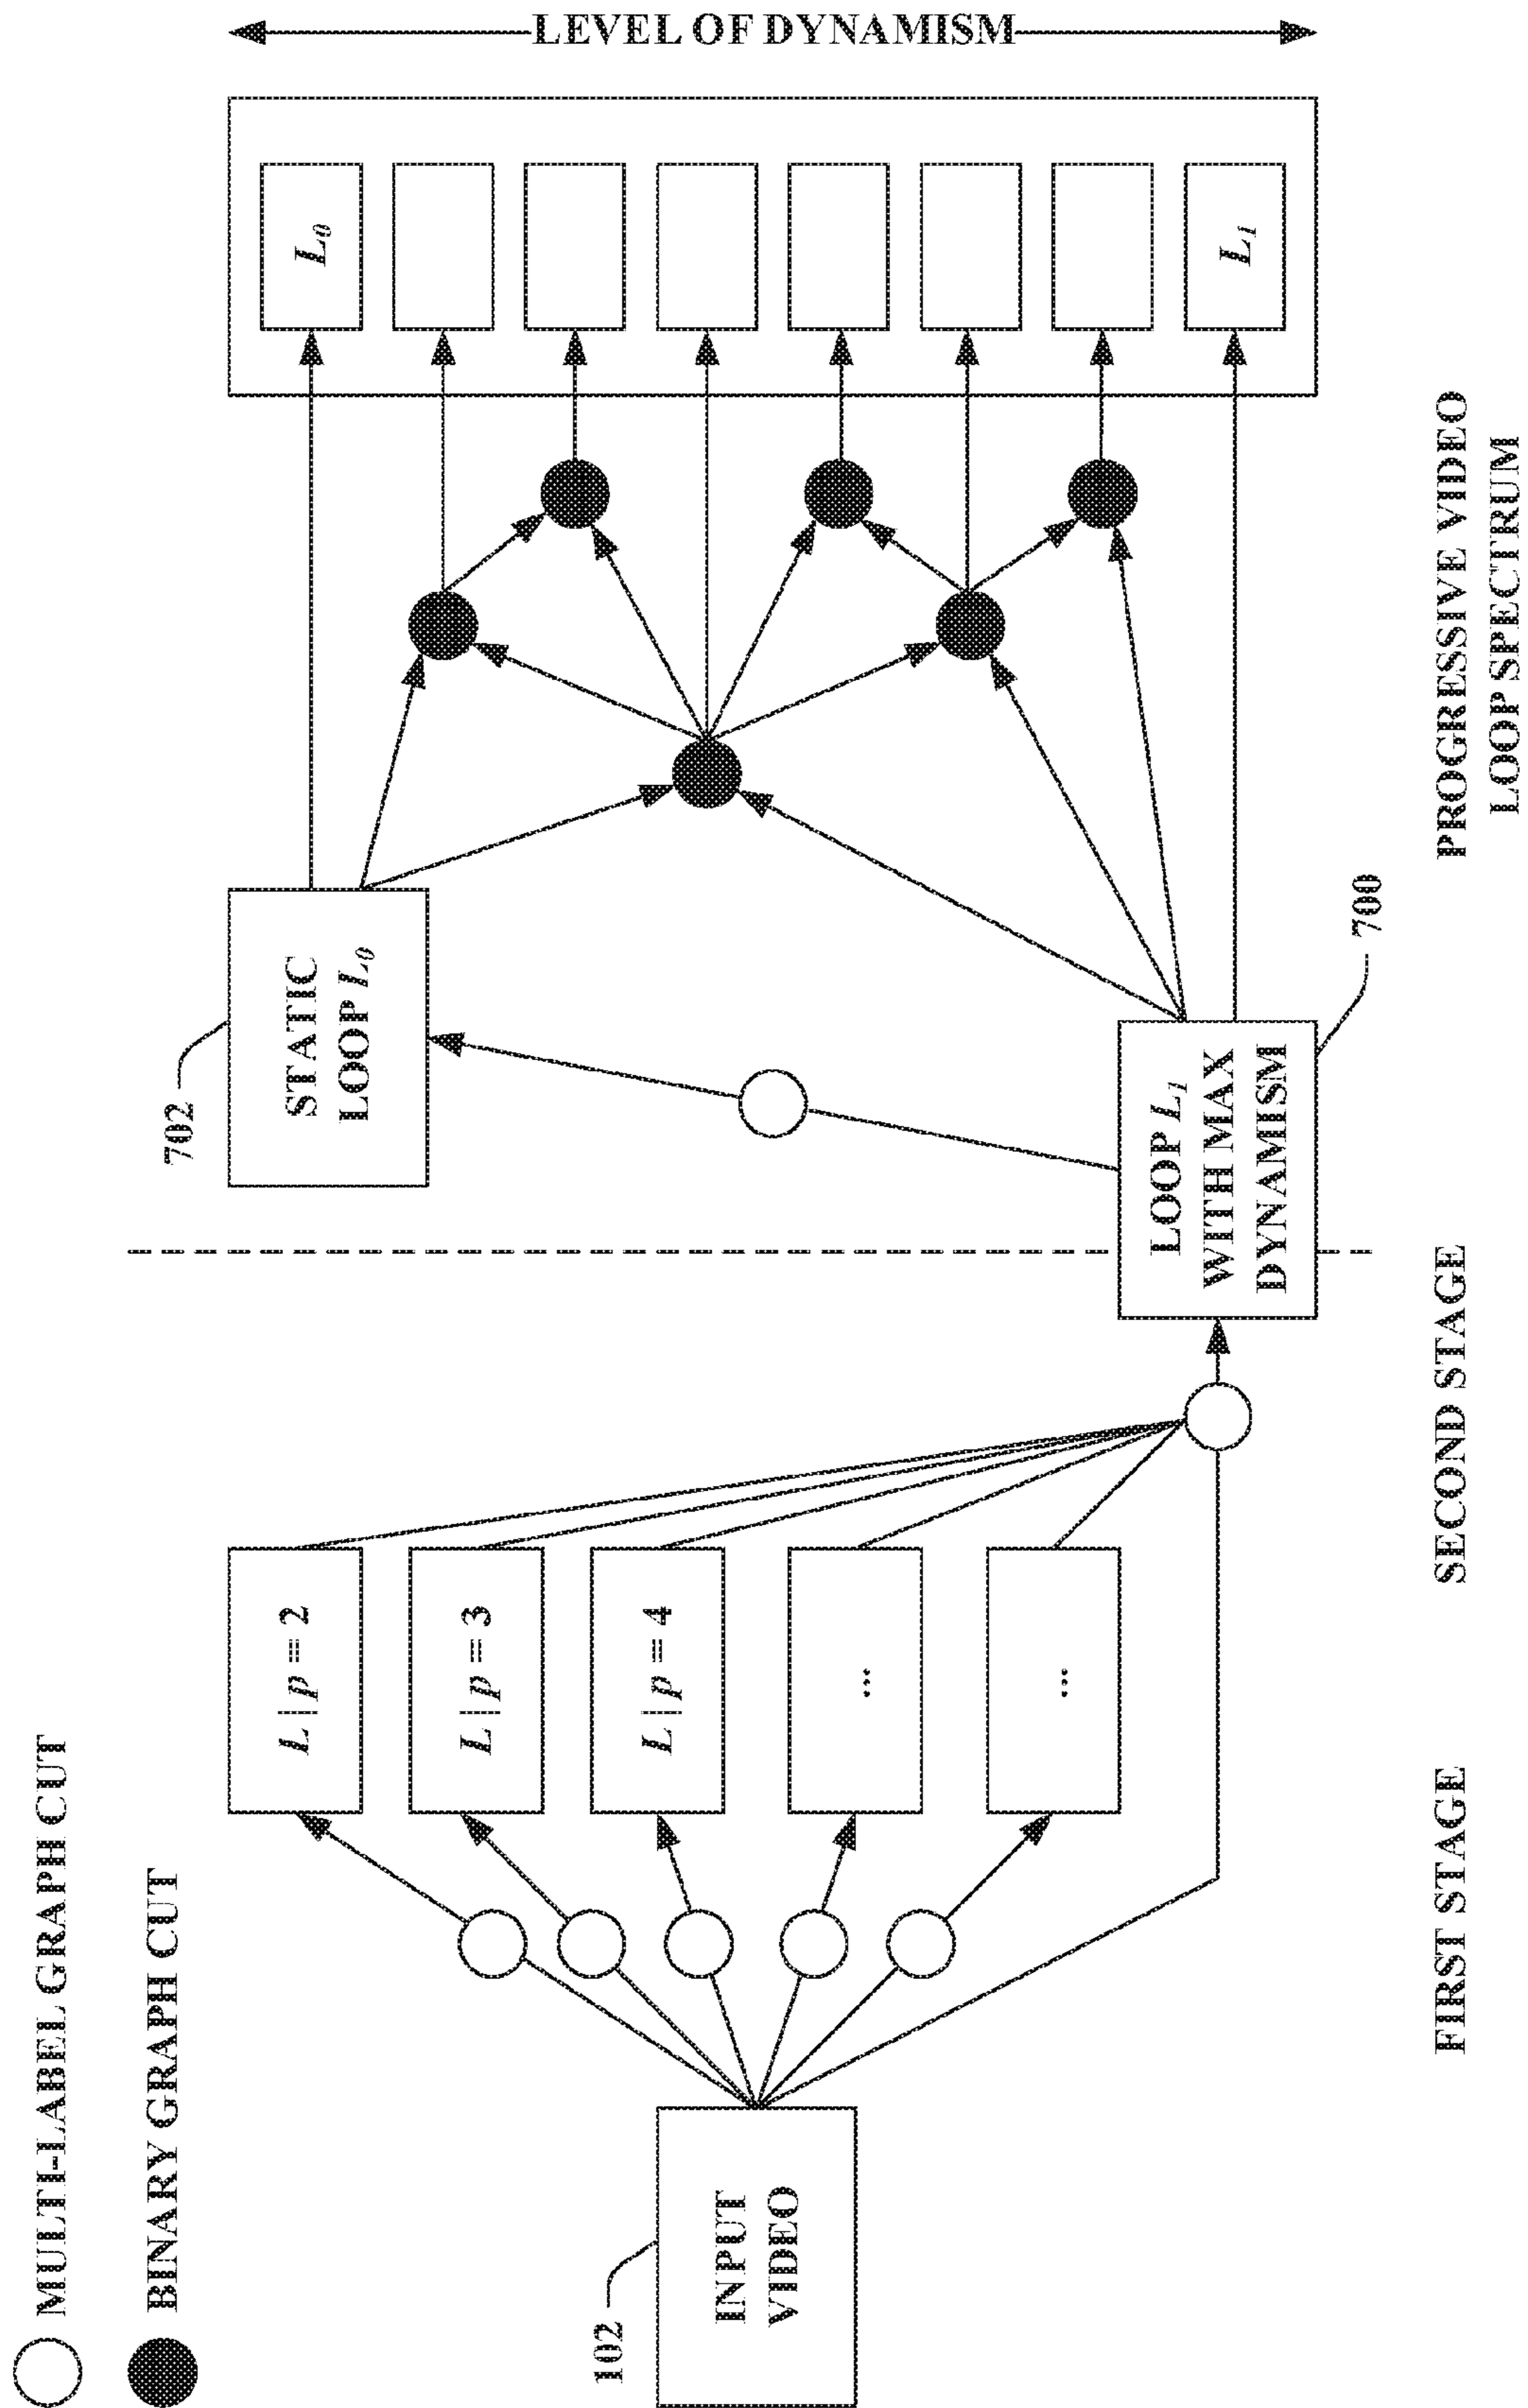 MULTI-LABEL GRAPH CUT
BINARY GRAPH CUT
102
INPUT
VIDEO
L | p = 2
L | p = 3
L | p = 4
...
...
702
STATIC
LOOP L0
LOOP L1
WITH MAX
DYNAMISM
700
L0
L1
LEVEL OF DYNAMISM
FIRST STAGE
SECOND STAGE
PROGRESSIVE VIDEO
LOOP SPECTRUM